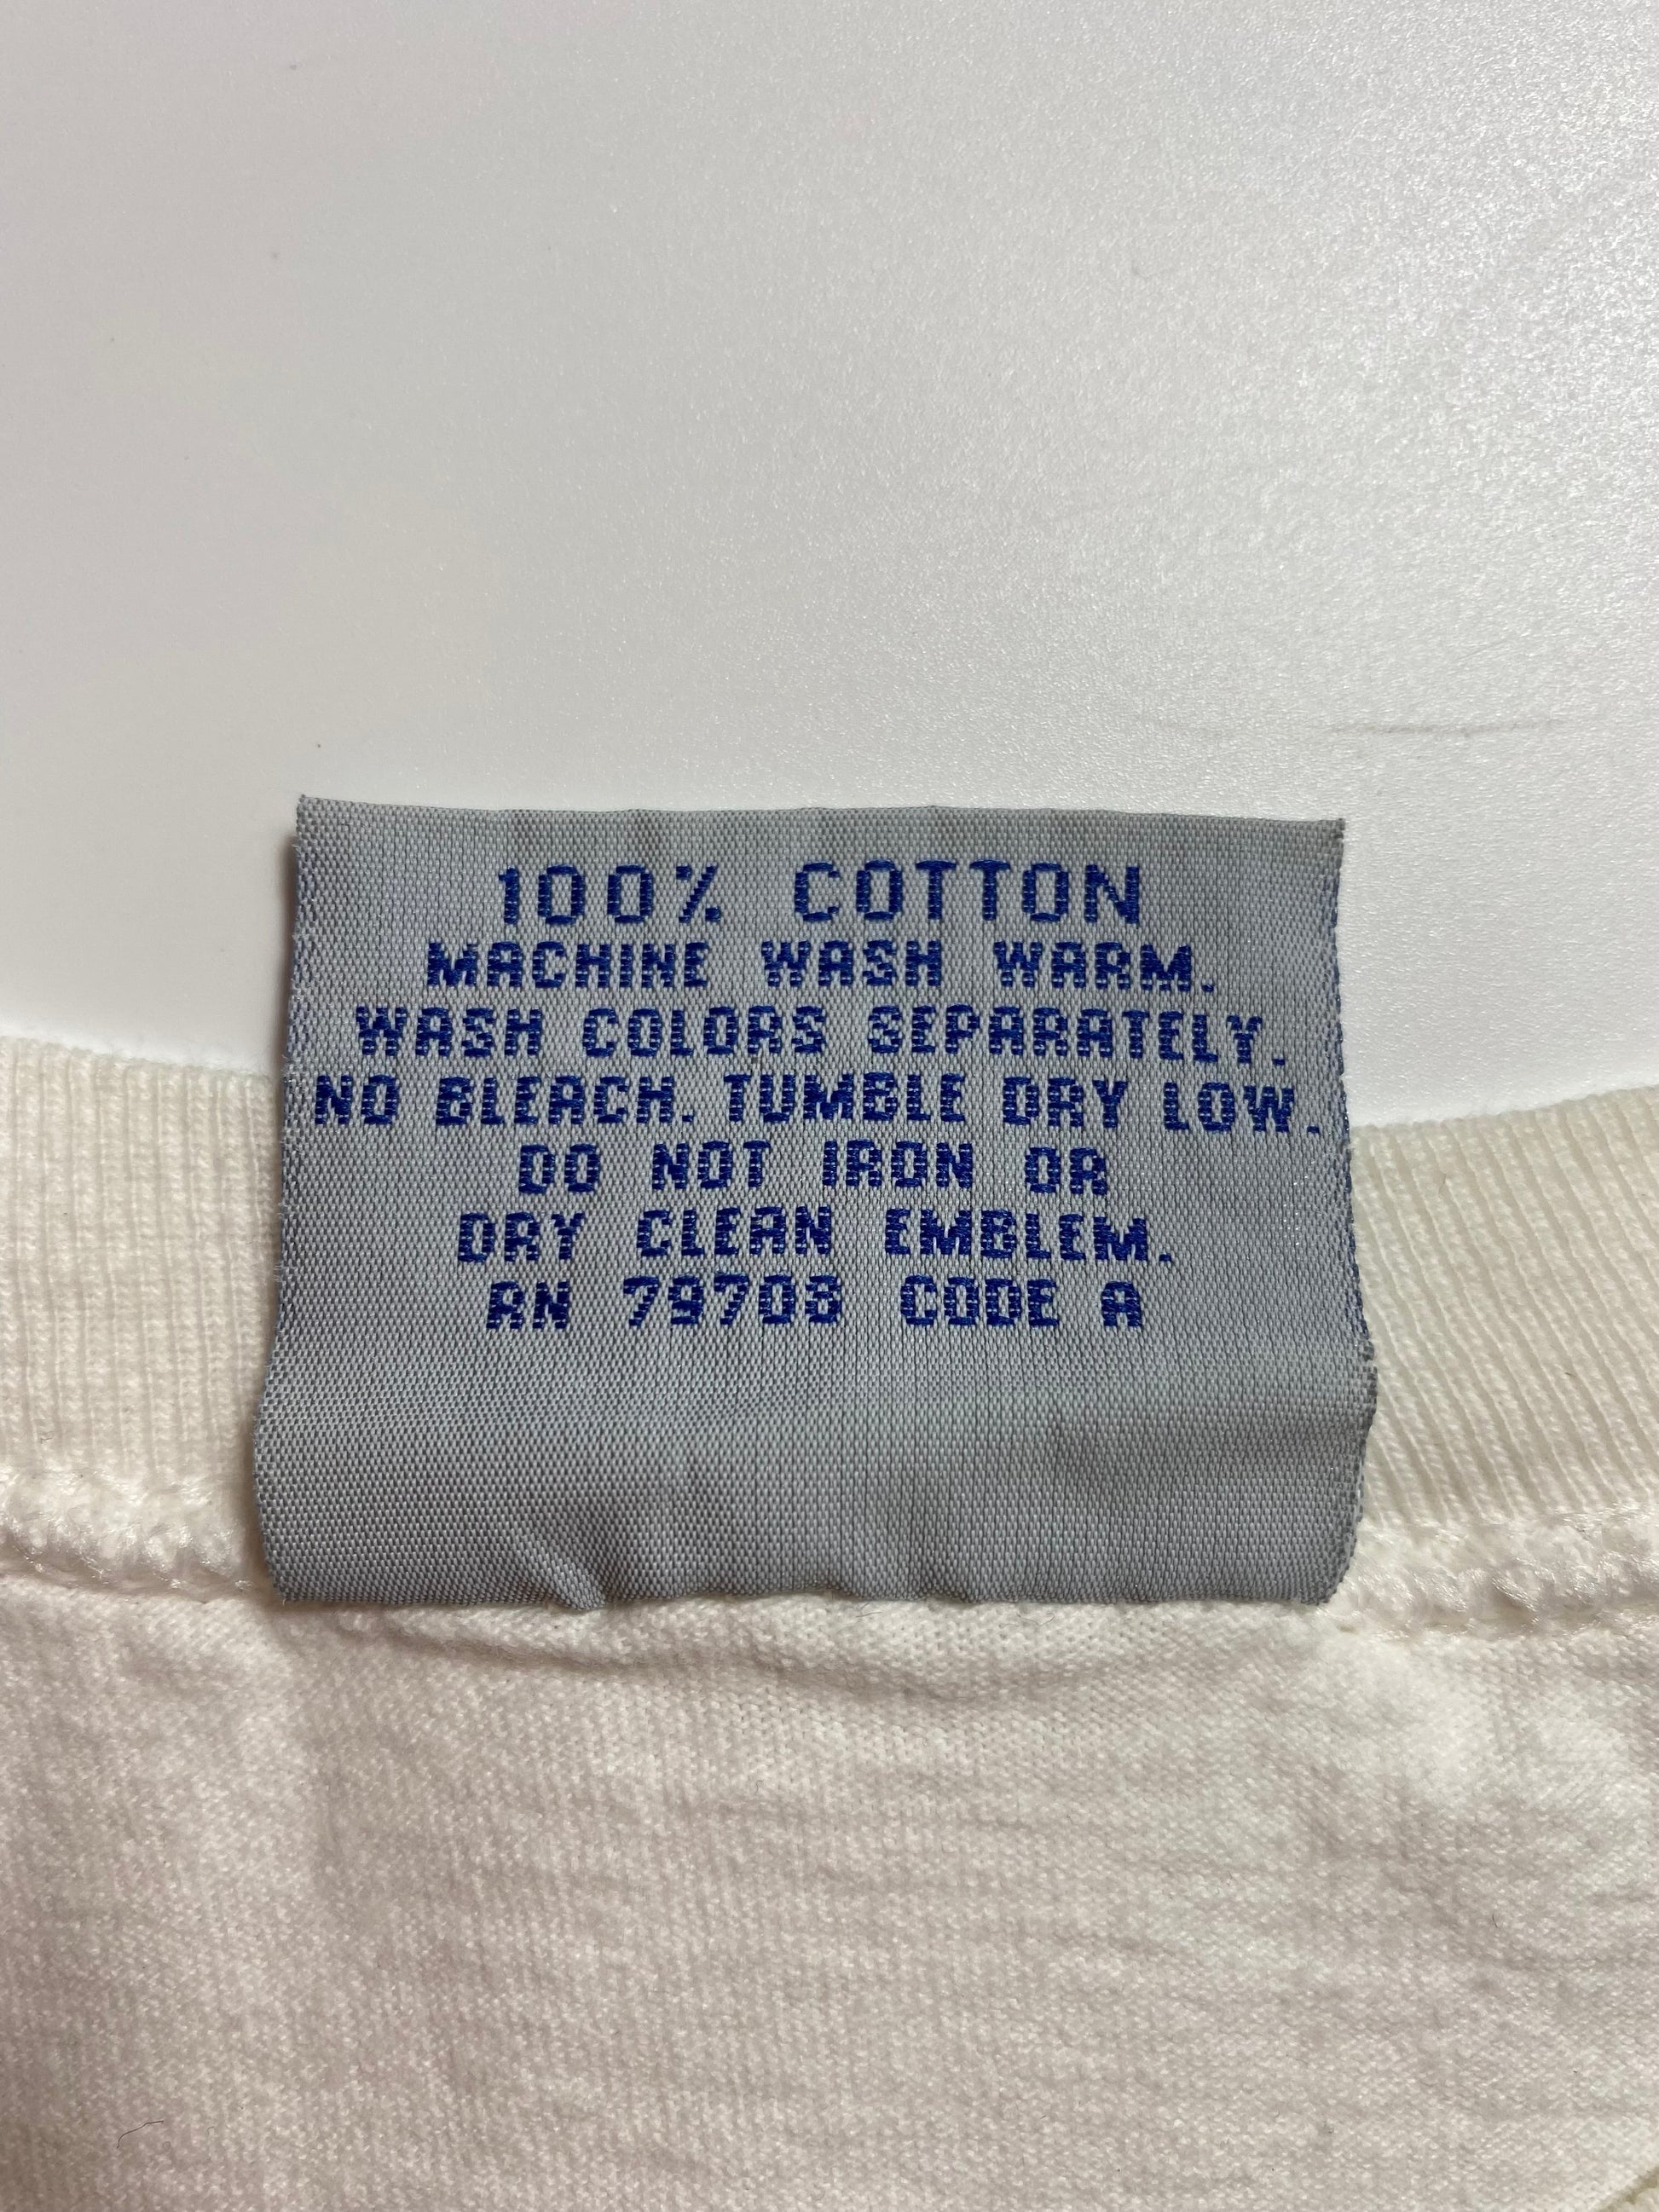 100% COTTON
MACHINE WASH WARM.
WASH COLORS SEPARATELY.
NO BLEACH. TUMBLE DRY LOW.
DO NOT IRON OR
DRY CLEAN EMBLEM.
RN 79703 CODE A